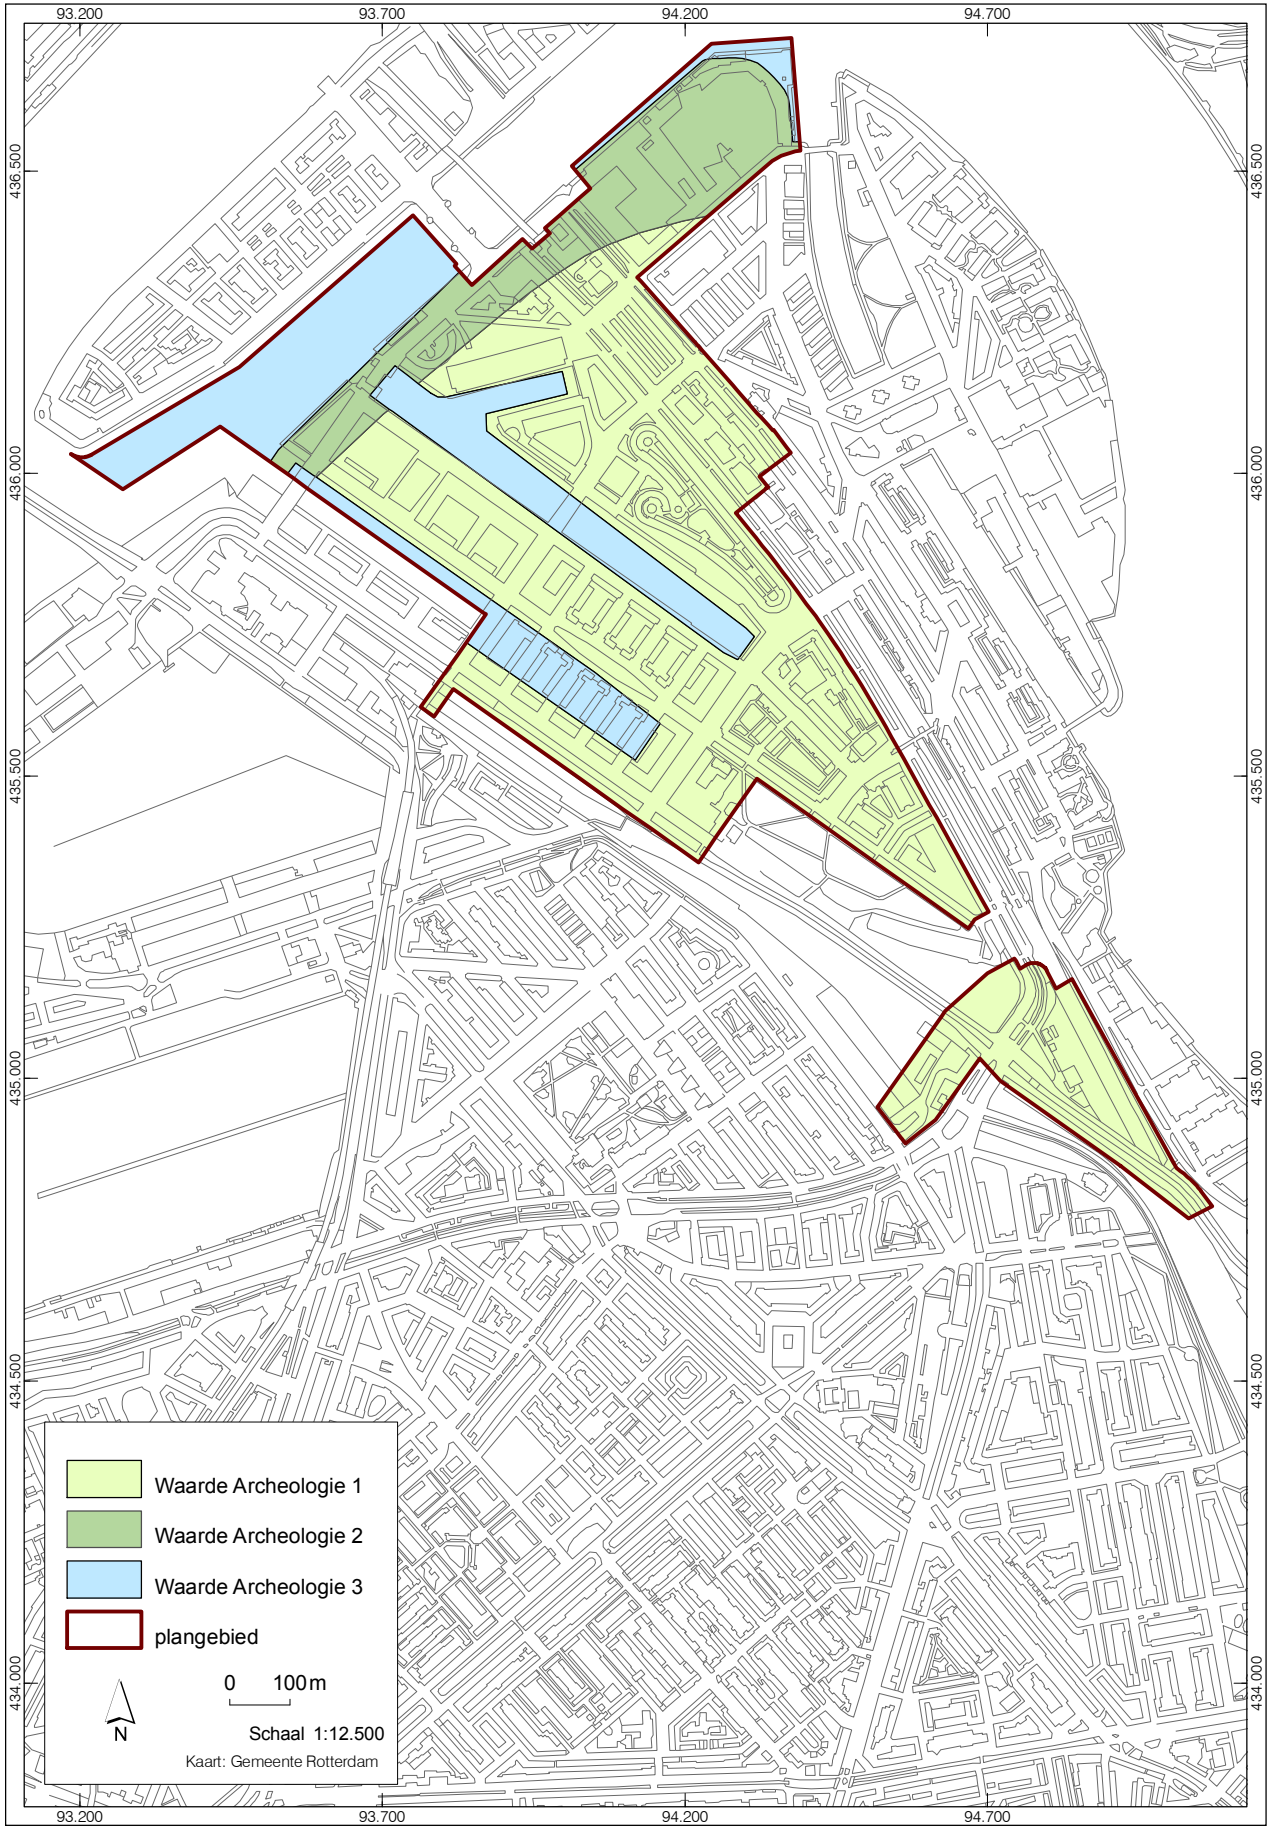 93.200
93.700
94.200
94.700
436.500
436.500
436.000
436.000
435.500
435.500
435.000
435.000
434.500
434.500
434.000
434.000
Waarde Archeologie 1
Waarde Archeologie 2
Waarde Archeologie 3
plangebied
0 100m
N
Schaal 1:12.500
Kaart: Gemeente Rotterdam
93.200
93.700
94.200
94.700